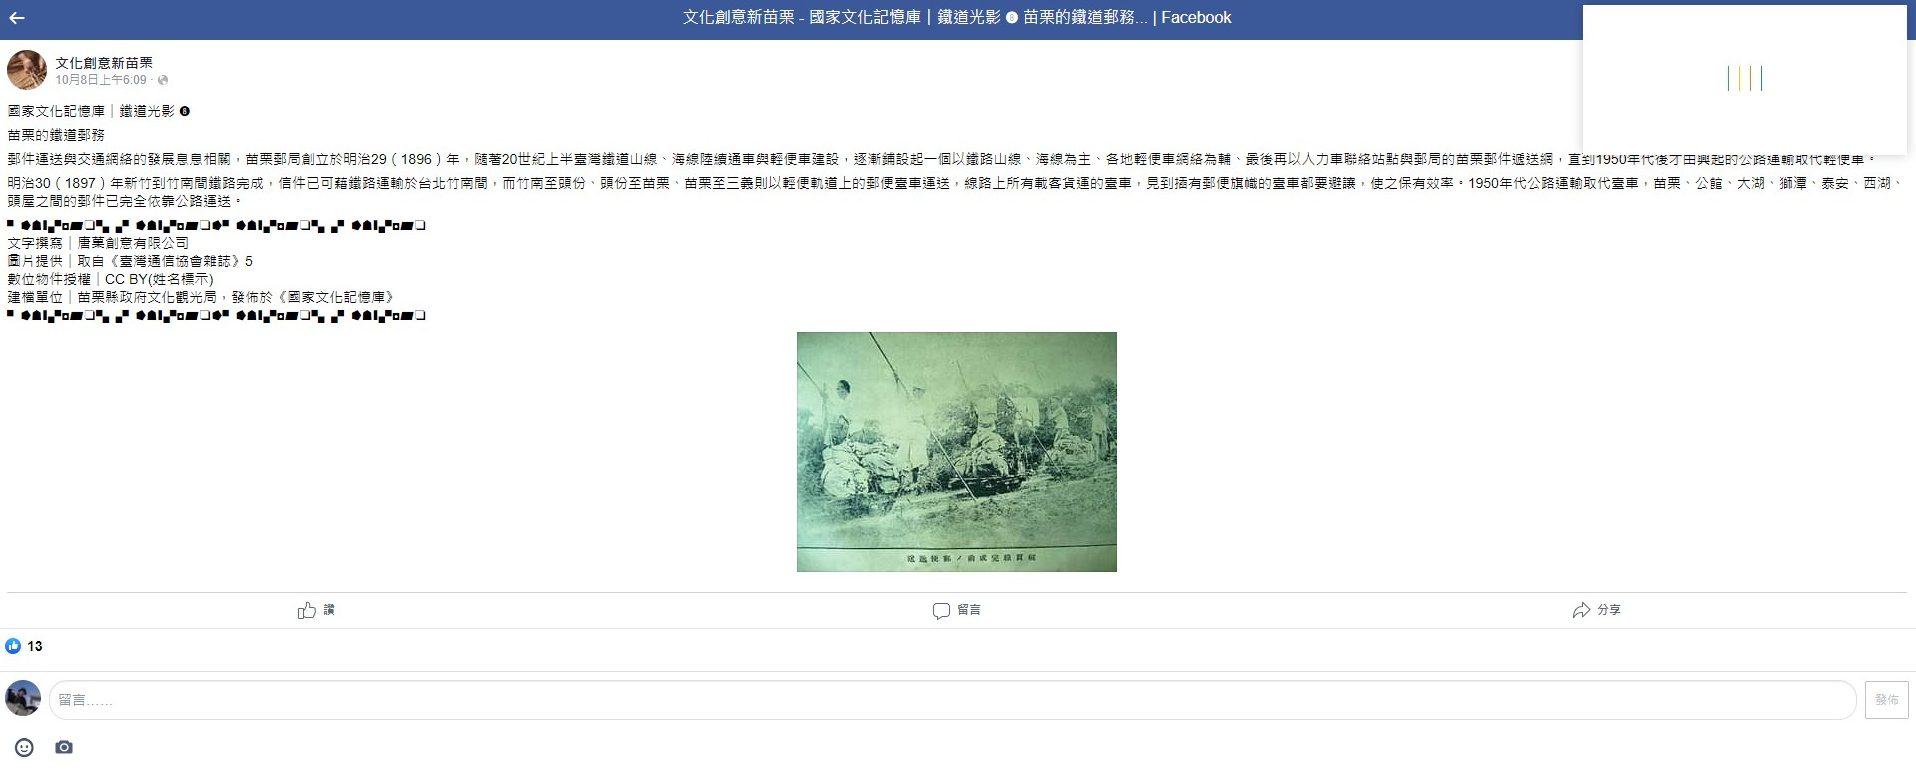 文化創意新苗栗 - 國家文化記憶庫｜鐵道光影 ❽ 苗栗的鐵道郵務... | Facebook
文化創意新苗栗
10月8日上午6:09 ·
國家文化記憶庫｜鐵道光影 ❽
苗栗的鐵道郵務
郵件運送與交通網絡的發展息息相關，苗栗郵局創立於明治29（1896）年，隨著20世紀上半臺灣鐵道山線、海線陸續通車與輕便車建設，逐漸鋪設起一個以鐵路山線、海線為主、各地輕便車網絡為輔、最後再以人力車聯絡站點與郵局的苗栗郵件遞送網，直到1950年代後才由興起的公路運輸取代輕便車。
明治30（1897）年新竹到竹南間鐵路完成，信件已可藉鐵路運輸於台北竹南間，而竹南至頭份、頭份至苗栗、苗栗至三義則以輕便軌道上的郵便臺車運送，線路上所有載客貨運的臺車，見到插有郵便旗幟的臺車都要避讓，使之保有效率。1950年代公路運輸取代臺車，苗栗、公館、大湖、獅潭、泰安、西湖、
頭屋之間的郵件已完全依靠公路運送。
文字撰寫｜唐菓創意有限公司
圖片提供｜取自《臺灣通信協會雜誌》5
數位物件授權｜CC BY(姓名標示)
建檔單位｜苗栗縣政府文化觀光局，發佈於《國家文化記憶庫》
送遞便郵ノ前成完線貫縱
讚
留言
分享
13
留言......
發佈